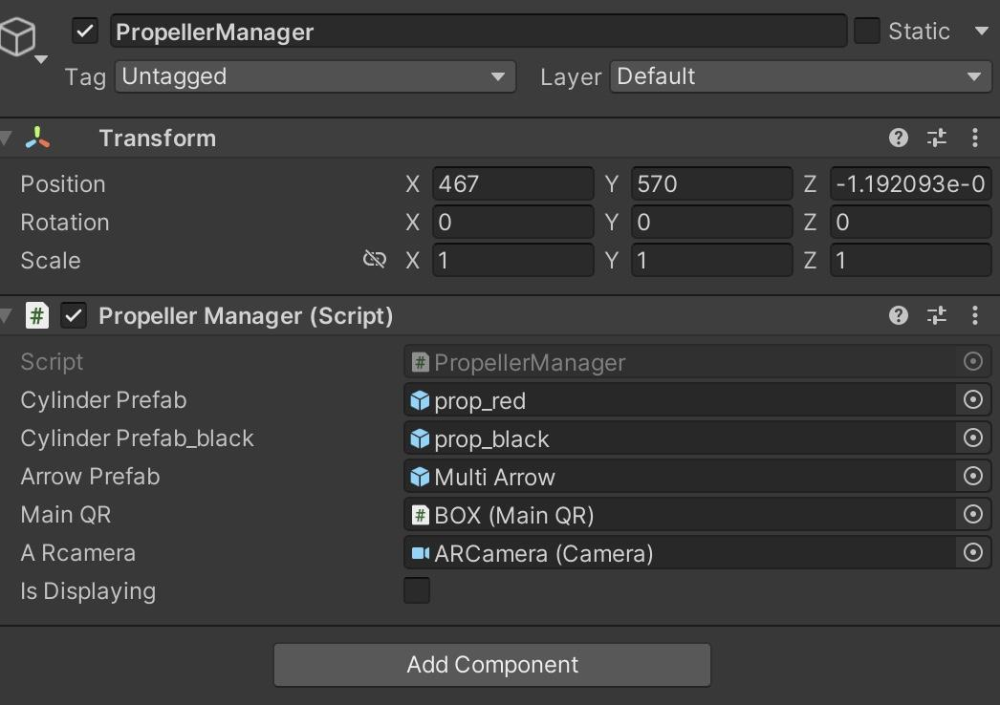 PropellerManager Static
Tag Untagged Layer Default
Transform
Position X 467 Y 570 Z -1.192093e-0
Rotation X 0 Y 0 Z 0
Scale X 1 Y 1 Z 1
# Propeller Manager (Script)
Script # PropellerManager
Cylinder Prefab prop_red
Cylinder Prefab_black prop_black
Arrow Prefab Multi Arrow
Main QR # BOX (Main QR)
A Rcamera ARCamera (Camera)
Is Displaying
Add Component